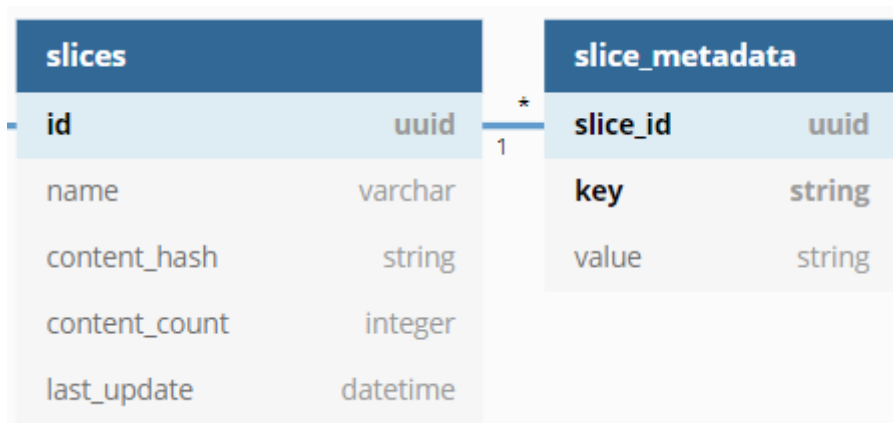 slices
id uuid
name varchar
content_hash string
content_count integer
last_update datetime
1
*
slice_metadata
slice_id uuid
key string
value string